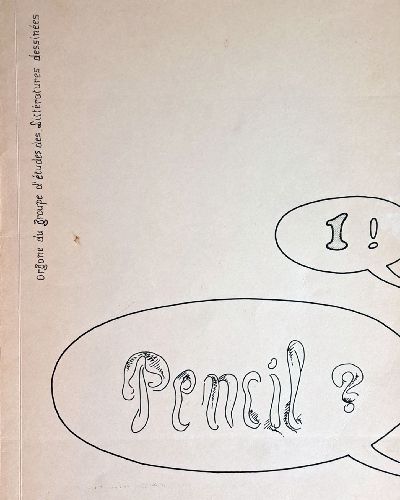 Organe du groupe d'études des Littératures dessinées
1 !
Pencil ?